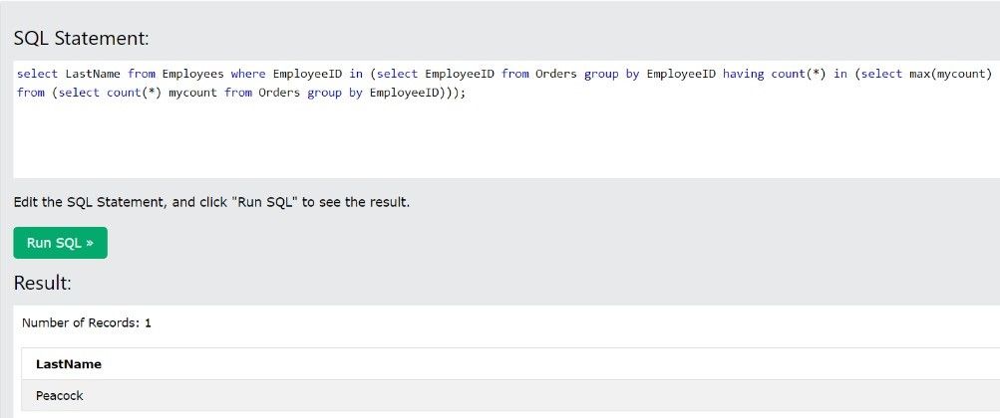 SQL Statement:
select LastName from Employees where EmployeeID in (select EmployeeID from Orders group by EmployeeID having count(*) in (select max(mycount)
from (select count(*) mycount from Orders group by EmployeeID)));
Edit the SQL Statement, and click "Run SQL" to see the result.
Run SQL »
Result:
Number of Records: 1
LastName
Peacock